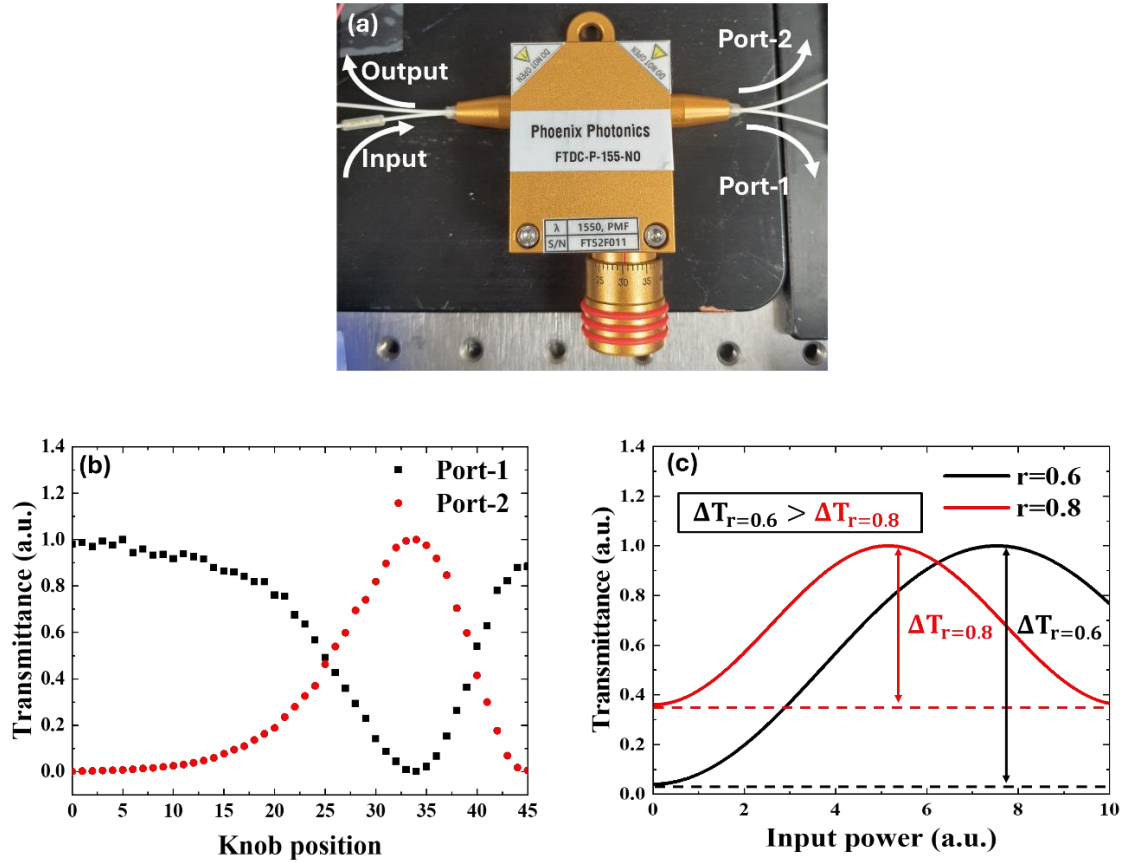 (a)
Output
Input
Port-2
Port-1
DO NOT OPEN
DO NOT OPEN
Phoenix Photonics
FTDC-P-155-NO
λ 1550, PMF
S/N FT52F011
25 30 35
(b)
Port-1
Port-2
Transmittance (a.u.)
1.4
1.2
1.0
0.8
0.6
0.4
0.2
0.0
0 5 10 15 20 25 30 35 40 45
Knob position
(c)
r=0.6
r=0.8
ΔTr=0.6 > ΔTr=0.8
ΔTr=0.8
ΔTr=0.6
Transmittance (a.u.)
1.4
1.2
1.0
0.8
0.6
0.4
0.2
0.0
0 2 4 6 8 10
Input power (a.u.)